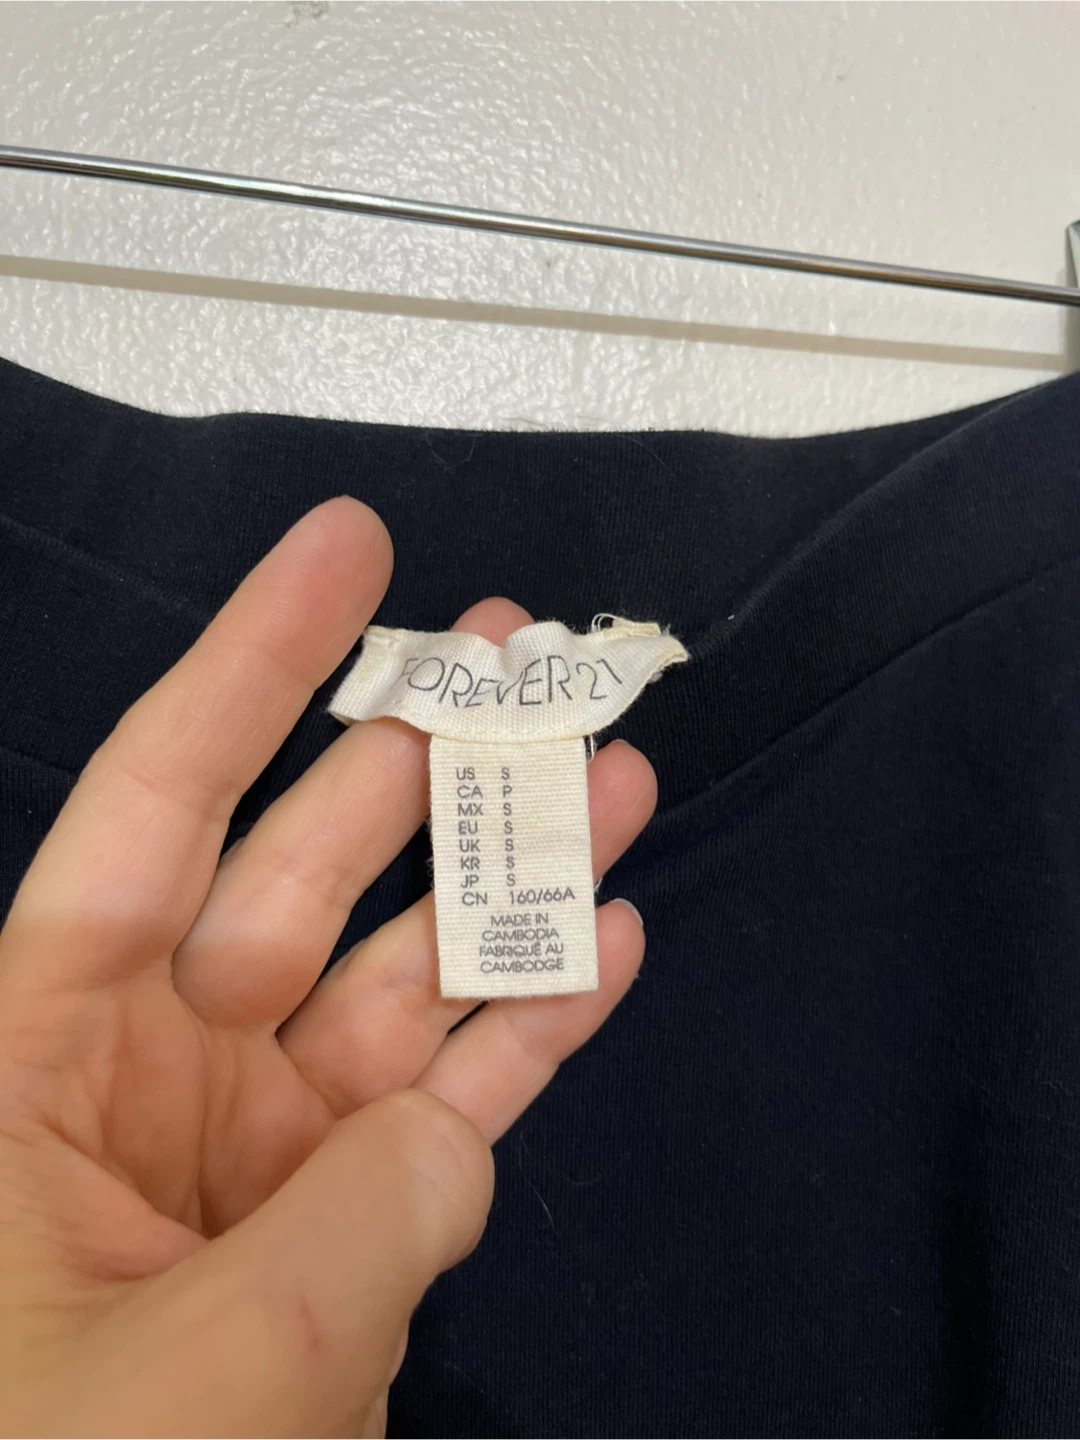 FOREVER 21
US S
CA P
MX S
EU S
UK S
KR S
JP S
CN 160/66A
MADE IN
CAMBODIA
FABRIQUÉ AU
CAMBODGE